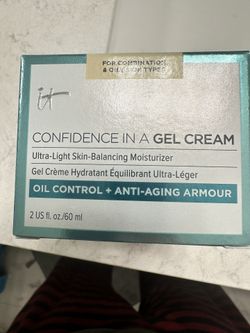 FOR COMBINATION
& OILY SKIN TYPES
it
CONFIDENCE IN A GEL CREAM
Ultra-Light Skin-Balancing Moisturizer
Gel Crème Hydratant Équilibrant Ultra-Léger
OIL CONTROL + ANTI-AGING ARMOUR
2 US fl. oz./60 ml